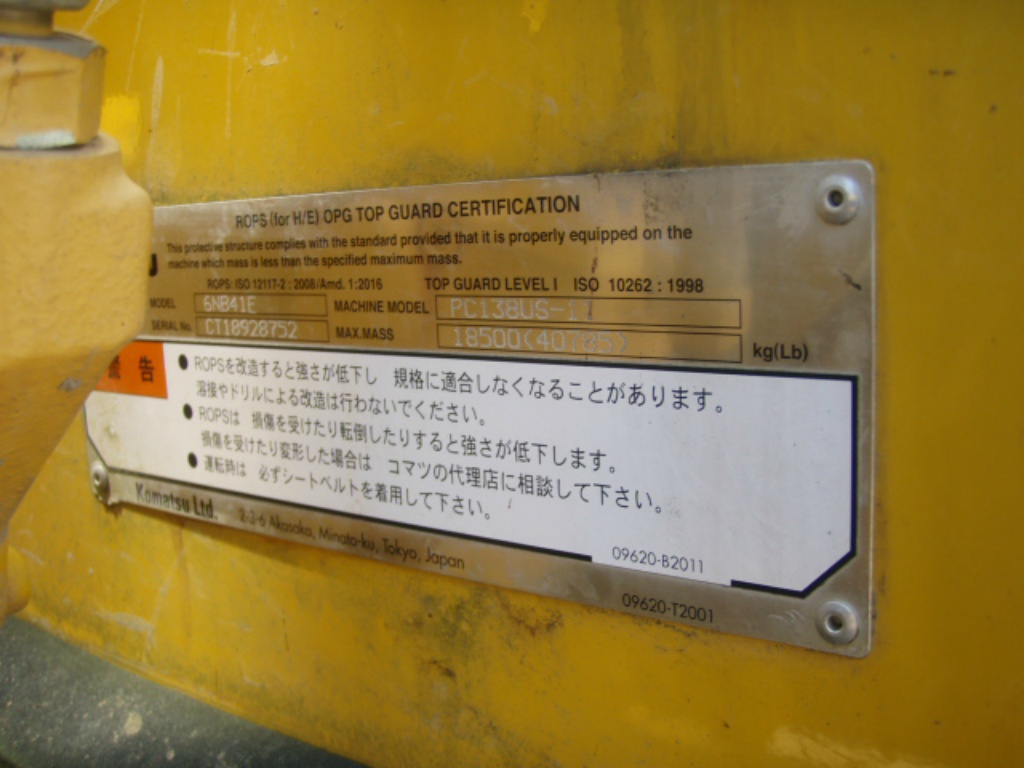 ROPS (for H/E) OPG TOP GUARD CERTIFICATION
This protective structure complies with the standard provided that it is properly equipped on the
machine which mass is less than the specified maximum mass.
ROPS: ISO 12117-2 : 2008/Amd. 1:2016 TOP GUARD LEVEL I ISO 10262 : 1998
MODEL 6NB41E MACHINE MODEL PC138US-11
SERIAL No. CT18928752 MAX.MASS 18500(40785) kg(Lb)
警告
● ROPSを改造すると強さが低下し 規格に適合しなくなることがあります。
溶接やドリルによる改造は行わないでください。
● ROPSは 損傷を受けたり転倒したりすると強さが低下します。
損傷を受けたり変形した場合は コマツの代理店に相談して下さい。
● 運転時は 必ずシートベルトを着用して下さい。
09620-B2011
Komatsu Ltd. 2-3-6 Akasaka, Minato-ku, Tokyo, Japan
09620-T2001